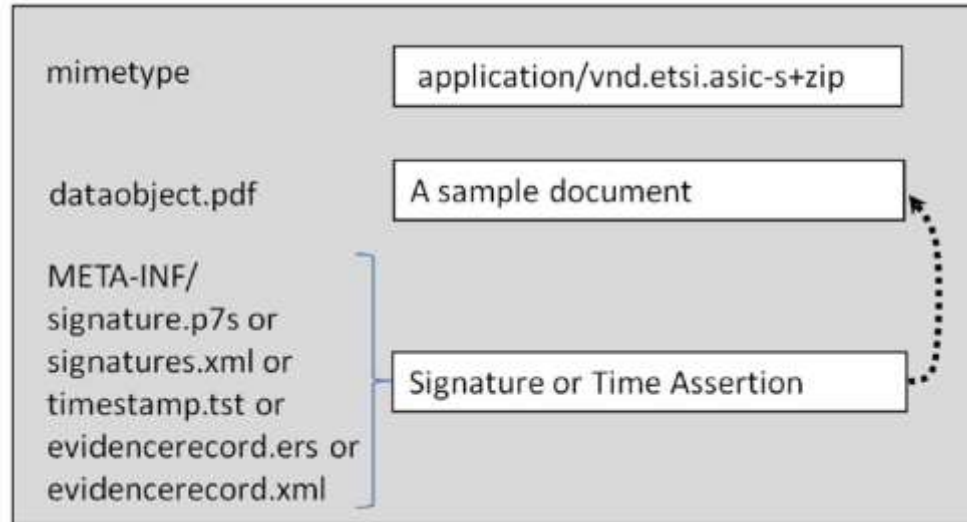 mimetype
application/vnd.etsi.asic-s+zip
dataobject.pdf
A sample document
META-INF/
signature.p7s or
signatures.xml or
timestamp.tst or
evidencerecord.ers or
evidencerecord.xml
Signature or Time Assertion